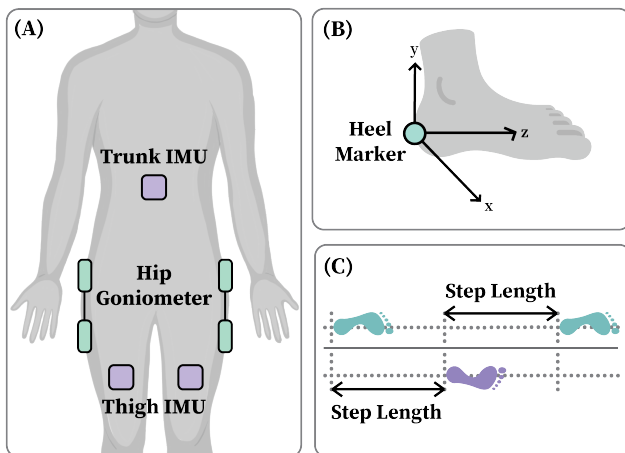 (A)
Trunk IMU
Hip
Goniometer
Thigh IMU
(B)
y
Heel
Marker
z
x
(C)
Step Length
Step Length